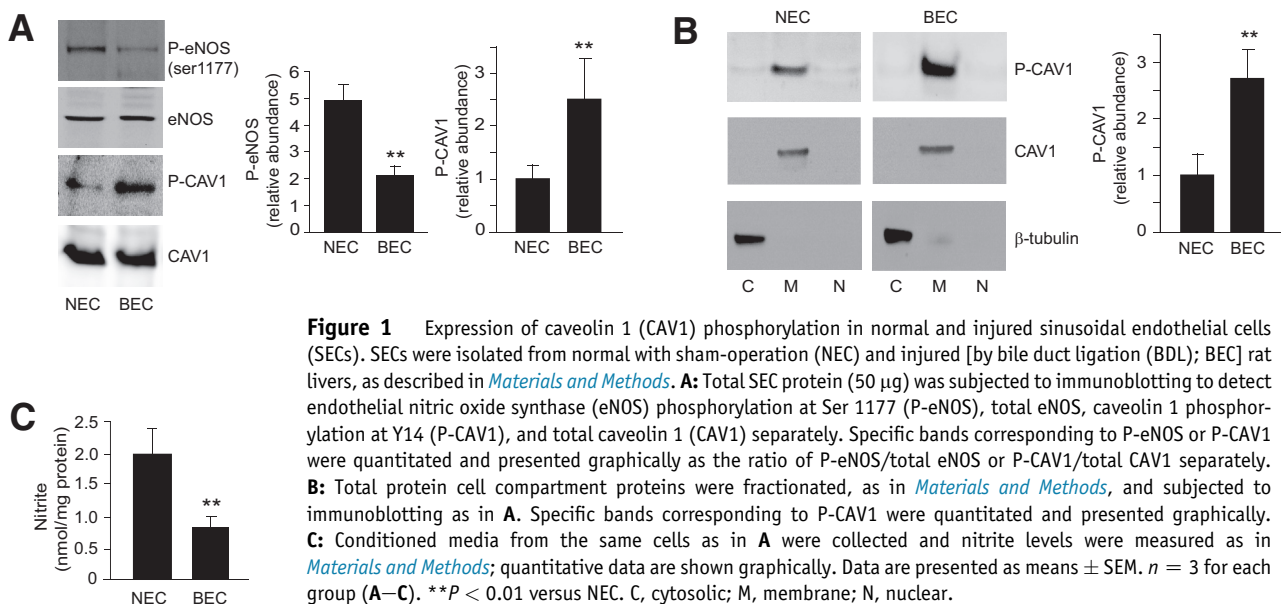 A
P-eNOS
(ser1177)
eNOS
P-CAV1
CAV1
NEC BEC
P-eNOS
(relative abundance)
6
5
4
3
2
1
0
**
NEC BEC
P-CAV1
(relative abundance)
3
2
1
0
**
NEC BEC
B
NEC BEC
P-CAV1
CAV1
β-tubulin
C M N C M N
P-CAV1
(relative abundance)
3
2
1
0
**
NEC BEC
C
Nitrite
(nmol/mg protein)
2.5
2.0
1.5
1.0
0.5
0
**
NEC BEC
Figure 1 Expression of caveolin 1 (CAV1) phosphorylation in normal and injured sinusoidal endothelial cells
(SECs). SECs were isolated from normal with sham-operation (NEC) and injured [by bile duct ligation (BDL); BEC] rat
livers, as described in Materials and Methods. A: Total SEC protein (50 μg) was subjected to immunoblotting to detect
endothelial nitric oxide synthase (eNOS) phosphorylation at Ser 1177 (P-eNOS), total eNOS, caveolin 1 phosphor-
ylation at Y14 (P-CAV1), and total caveolin 1 (CAV1) separately. Specific bands corresponding to P-eNOS or P-CAV1
were quantitated and presented graphically as the ratio of P-eNOS/total eNOS or P-CAV1/total CAV1 separately.
B: Total protein cell compartment proteins were fractionated, as in Materials and Methods, and subjected to
immunoblotting as in A. Specific bands corresponding to P-CAV1 were quantitated and presented graphically.
C: Conditioned media from the same cells as in A were collected and nitrite levels were measured as in
Materials and Methods; quantitative data are shown graphically. Data are presented as means ± SEM. n = 3 for each
group (A–C). **P < 0.01 versus NEC. C, cytosolic; M, membrane; N, nuclear.